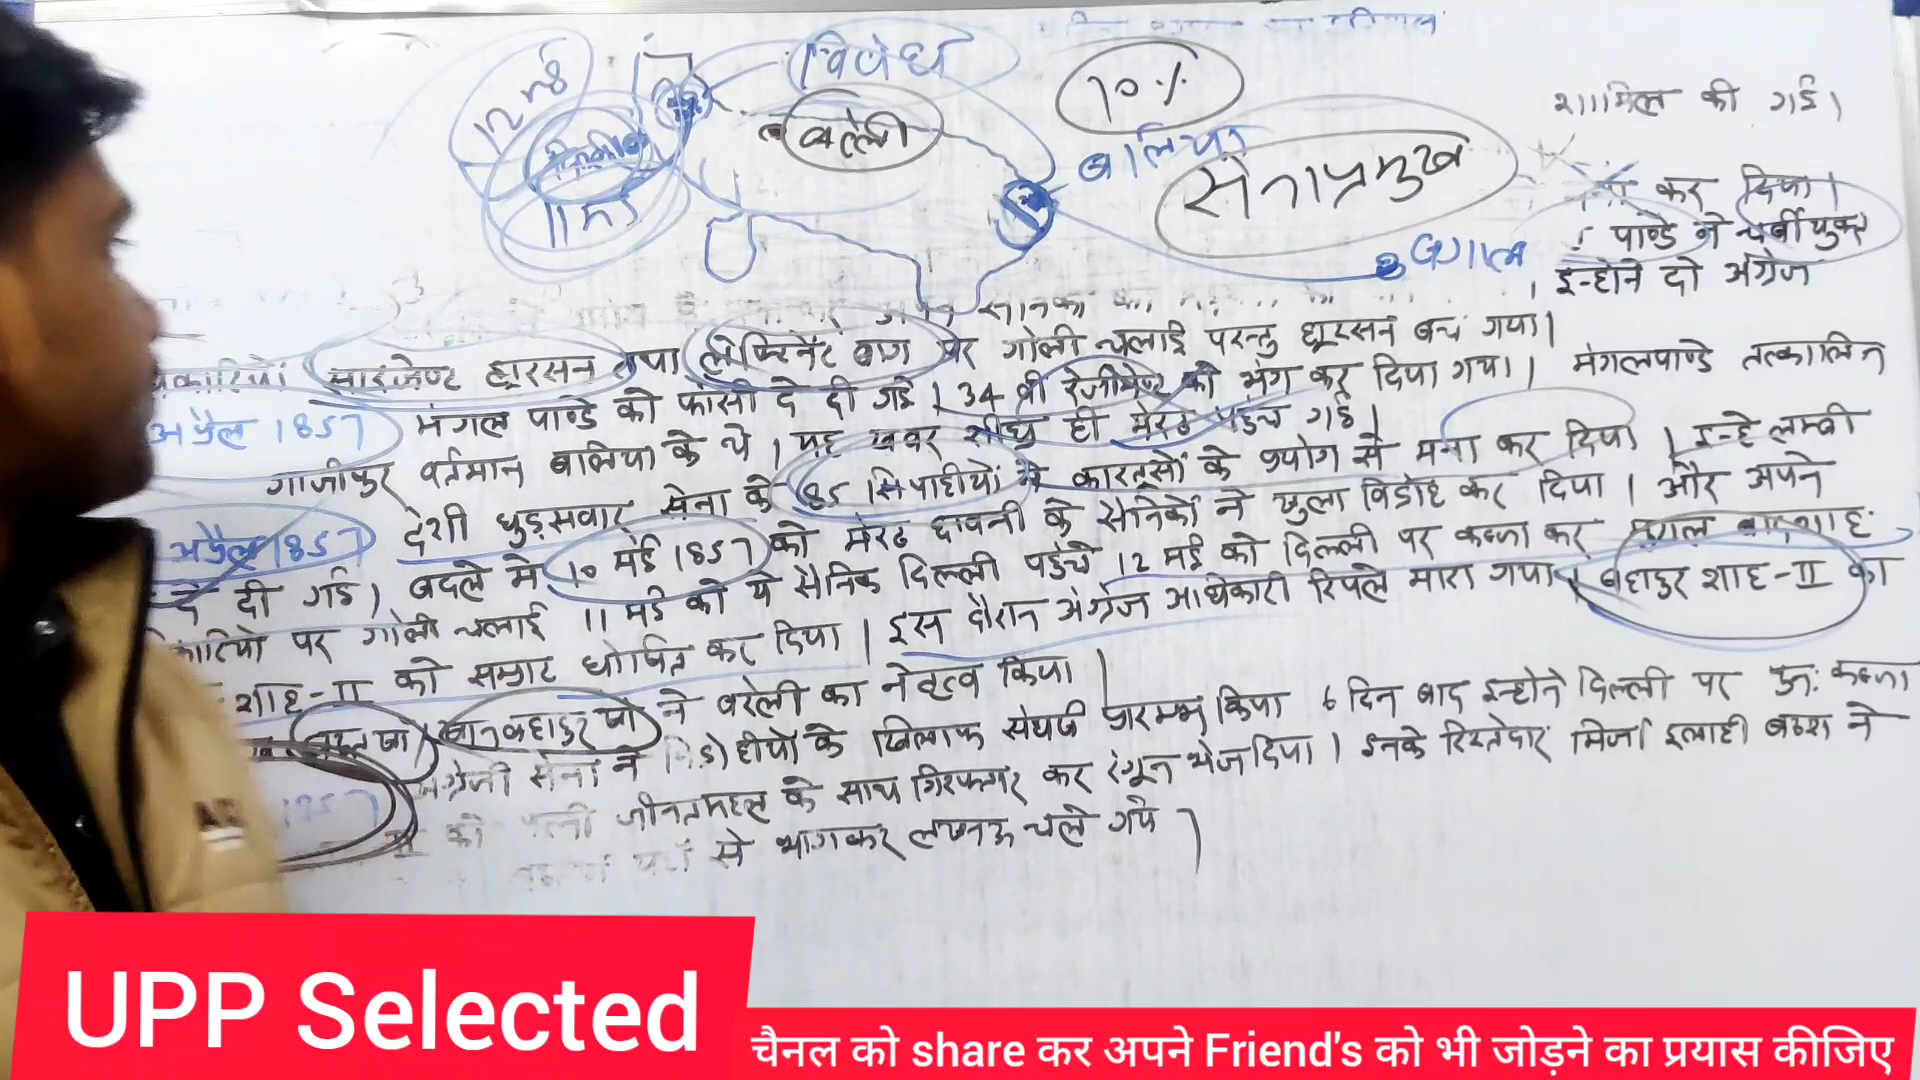 विद्रोह
10 %
12 मई
बरेली
बलिया
11 मई
सेनाप्रमुख
बंगाल
शामिल की गई।
कर दिया।
पाण्डे ने चर्बीयुक्त
। इन्होने दो अंग्रेज
सार्जेण्ट ह्यूरसन तथा लेफ्टिनेंट बाग पर गोली चलाई परन्तु ह्यूरसन बच गया।
अप्रैल 1857 मंगल पाण्डे को फांसी दे दी गई। 34 वी रेजीमेण्ट को भंग कर दिया गया। मंगलपाण्डे तत्कालिन
गाजीपुर वर्तमान बालिया के थे। यह खबर शीघ्र ही मेरठ पहुंच गई।
अप्रैल 1857 देशी घुड़सवार सेना के 85 सिपाहीयों ने कारतूसों के प्रयोग से मना कर दिया। इन्हे लम्बी
दे दी गई। बदले मे 10 मई 1857 को मेरठ छावनी के सैनिकों ने खुला विद्रोह कर दिया। और अपने
पर गोली चलाई 11 मई को ये सैनिक दिल्ली पहुंचे 12 मई को दिल्ली पर कब्जा कर मुगल बादशाह
शाह-II को सम्राट घोषित कर दिया। इस दौरान अंग्रेज अधिकारी रिपले मारा गया। बहादुर शाह-II का
खान बहादुर खा ने बरेली का नेतृत्व किया।
1857 अंग्रेजी सेना ने विद्रोहीयो के खिलाफ संघर्ष प्रारम्भ किया 6 दिन बाद इन्होने दिल्ली पर पुन: कब्जा
को पत्नी जीनतमहल के साथ गिरफ्तार कर रंगून भेज दिया। इनके रिश्तेदार मिर्जा इलाही बख्श ने
से भागकर लखनऊ चले गये।
UPP Selected
चैनल को share कर अपने Friend's को भी जोड़ने का प्रयास कीजिए